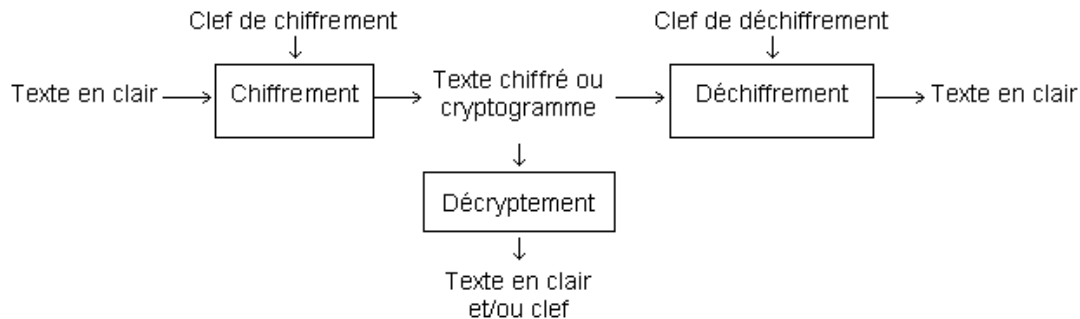 Clef de chiffrement
Clef de déchiffrement
Texte en clair
Chiffrement
Texte chiffré ou
cryptogramme
Déchiffrement
Texte en clair
Décryptement
Texte en clair
et/ou clef